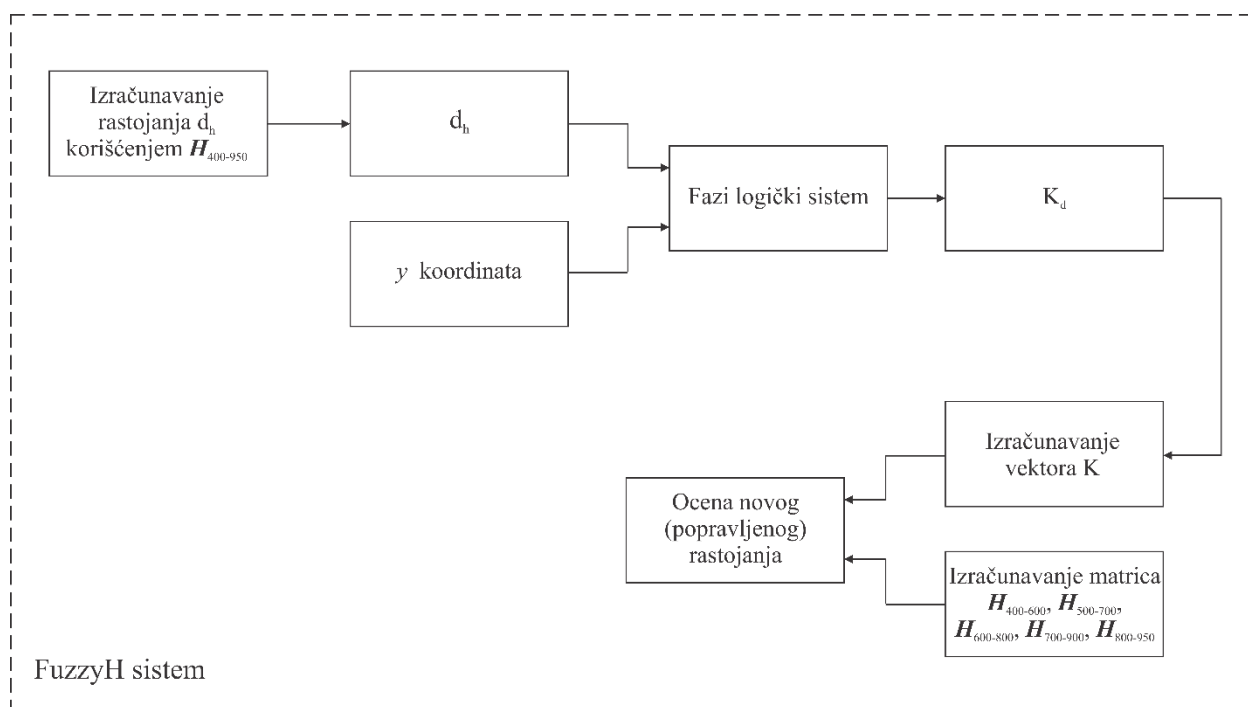 Izračunavanje
rastojanja dₕ
korišćenjem H₄₀₀₋₉₅₀
dₕ
y koordinata
Fazi logički sistem
K_d
Izračunavanje
vektora K
Ocena novog
(popravljenog)
rastojanja
Izračunavanje matrica
H₄₀₀₋₆₀₀, H₅₀₀₋₇₀₀,
H₆₀₀₋₈₀₀, H₇₀₀₋₉₀₀, H₈₀₀₋₉₅₀
FuzzyH sistem